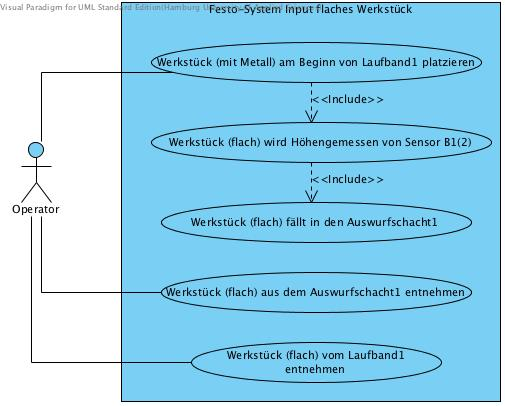 Visual Paradigm for UML Standard Edition(Hamburg
Festo-System Input flaches Werkstück
Werkstück (mit Metall) am Beginn von Laufband1 platzieren
<<Include>>
Werkstück (flach) wird Höhengemessen von Sensor B1(2)
<<Include>>
Operator
Werkstück (flach) fällt in den Auswurfschacht1
Werkstück (flach) aus dem Auswurfschacht1 entnehmen
Werkstück (flach) vom Laufband1
entnehmen